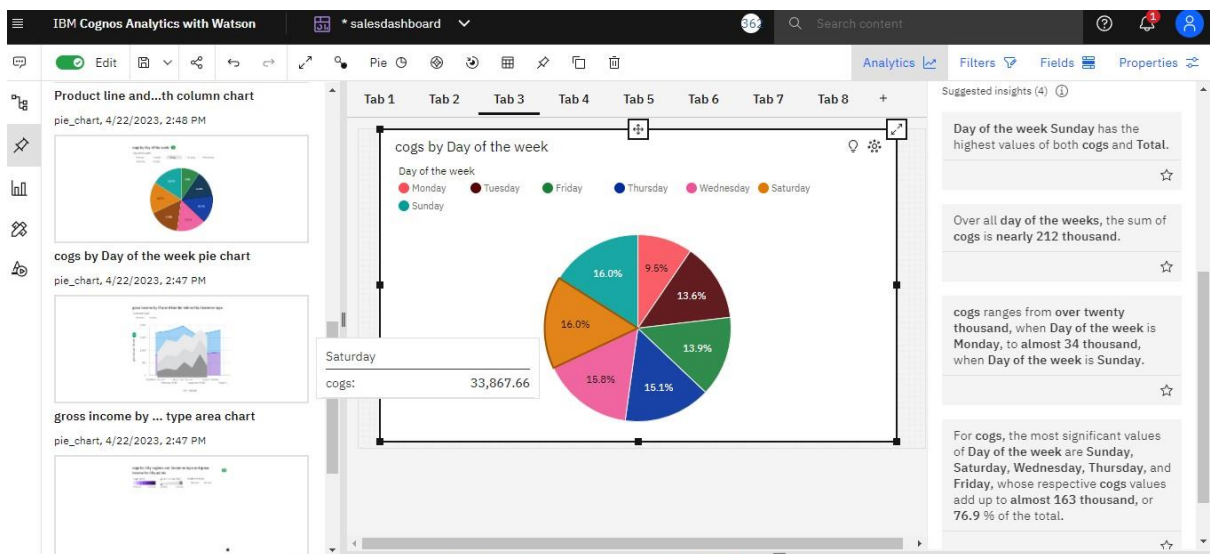 IBM Cognos Analytics with Watson
* salesdashboard
362
Search content
1
Edit
Pie
Analytics
Filters
Fields
Properties
Product line and...th column chart
pie_chart, 4/22/2023, 2:48 PM
cogs by Day of the week pie chart
pie_chart, 4/22/2023, 2:47 PM
gross income by ... type area chart
pie_chart, 4/22/2023, 2:47 PM
Tab 1
Tab 2
Tab 3
Tab 4
Tab 5
Tab 6
Tab 7
Tab 8
+
cogs by Day of the week
Day of the week
Monday
Tuesday
Friday
Thursday
Wednesday
Saturday
Sunday
16.0%
9.5%
13.6%
16.0%
13.9%
15.8%
15.1%
Saturday
cogs: 33,867.66
Suggested insights (4)
Day of the week Sunday has the
highest values of both cogs and Total.
Over all day of the weeks, the sum of
cogs is nearly 212 thousand.
cogs ranges from over twenty
thousand, when Day of the week is
Monday, to almost 34 thousand,
when Day of the week is Sunday.
For cogs, the most significant values
of Day of the week are Sunday,
Saturday, Wednesday, Thursday, and
Friday, whose respective cogs values
add up to almost 163 thousand, or
76.9 % of the total.